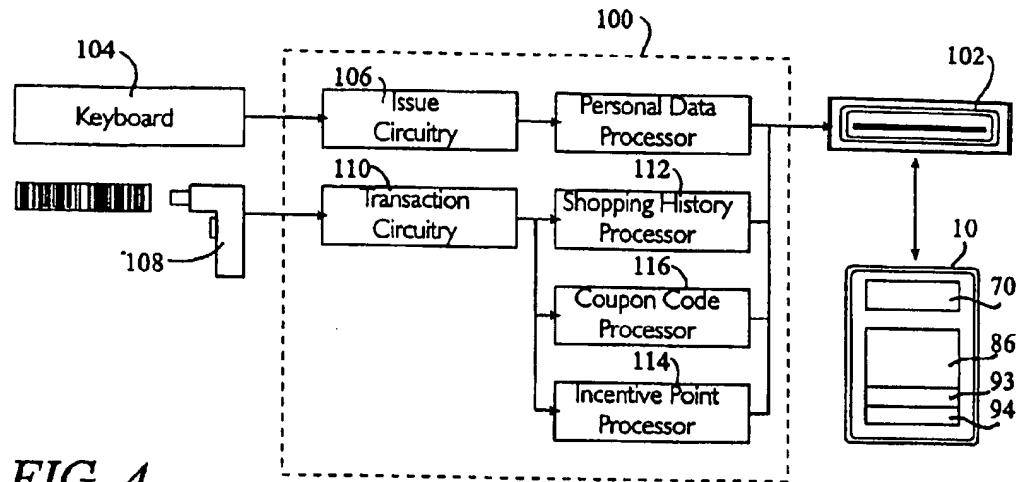 100
104
102
106
Keyboard
Issue
Circuitry
Personal Data
Processor
110
112
Transaction
Circuitry
Shopping History
Processor
108
10
116
70
Coupon Code
Processor
86
114
93
Incentive Point
Processor
94
FIG. 4